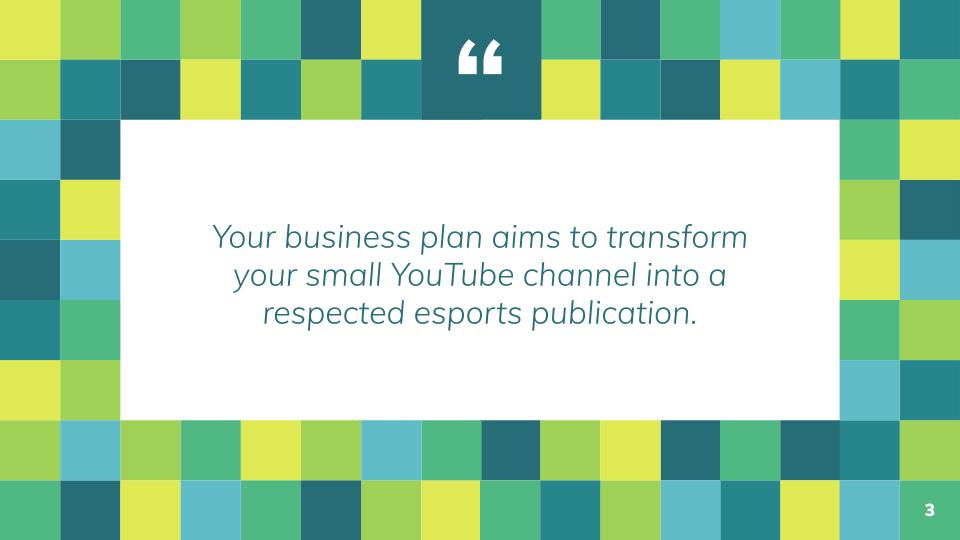 “
Your business plan aims to transform
your small YouTube channel into a
respected esports publication.
3